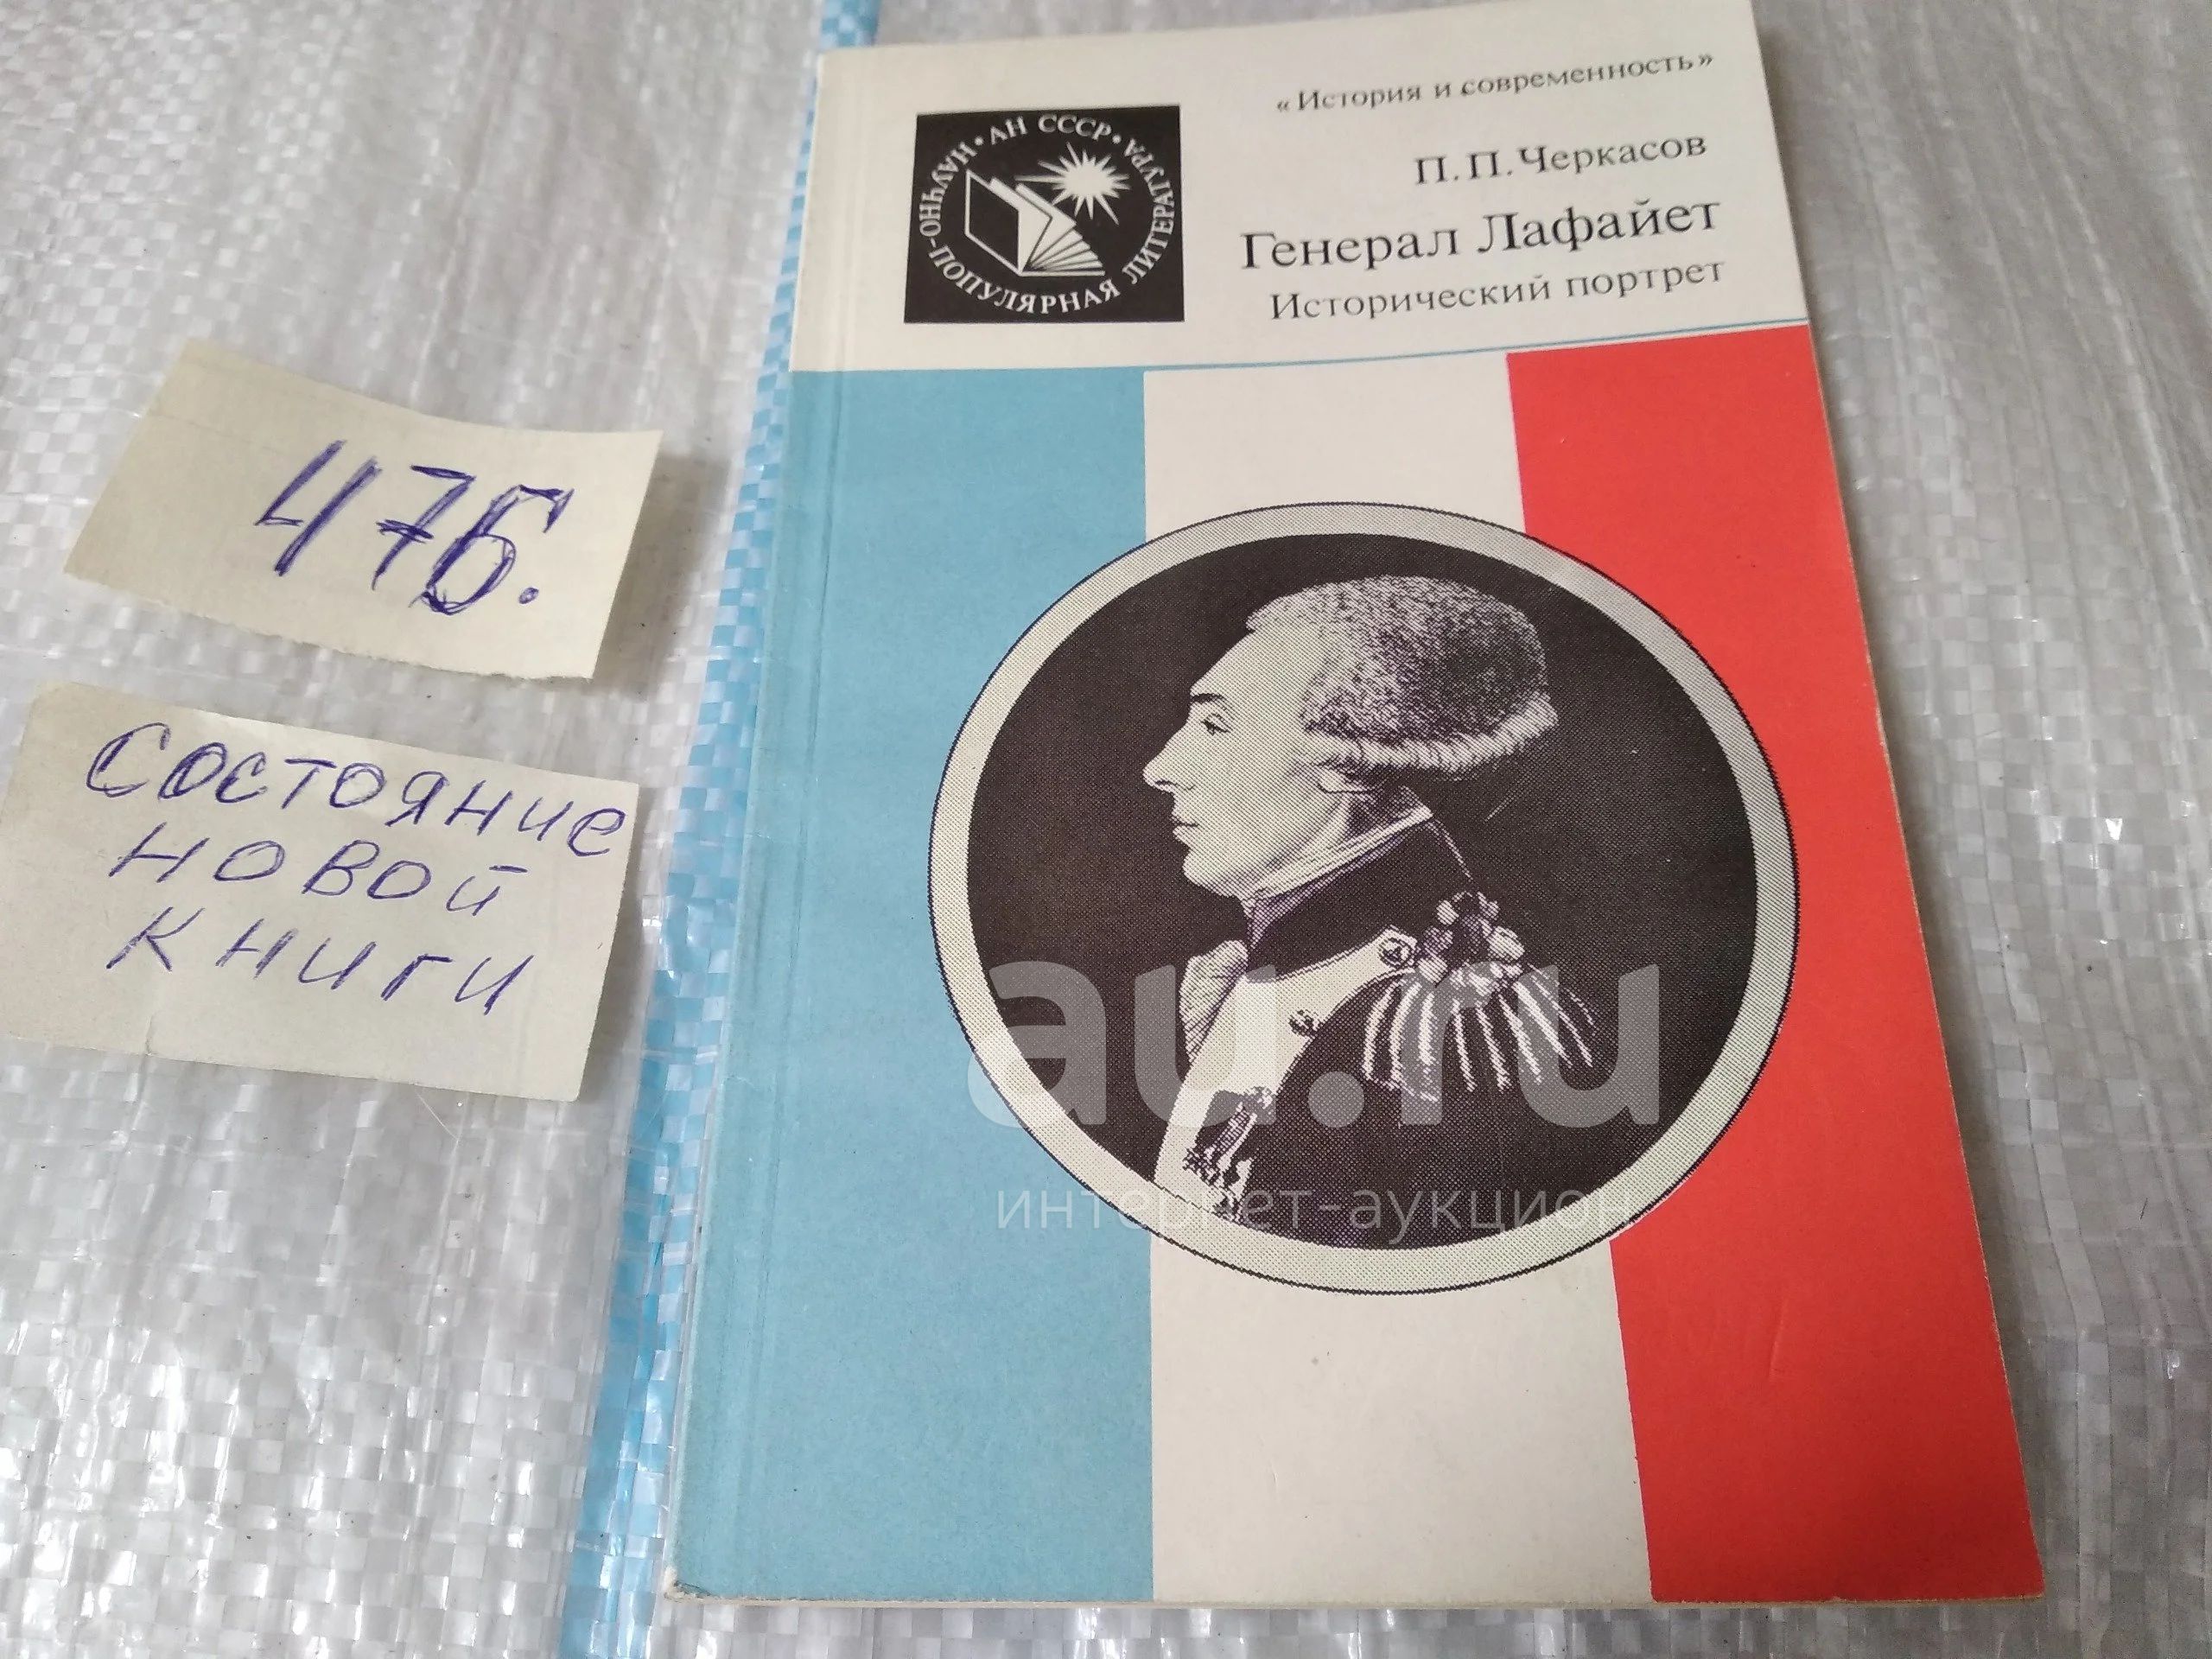 «История и современность»
П. П. Черкасов
Генерал Лафайет
Исторический портрет
НАУЧНО-ПОПУЛЯРНАЯ ЛИТЕРАТУРА • АН СССР •
476.
Состояние
новой
книги
au.ru
интернет-аукцион